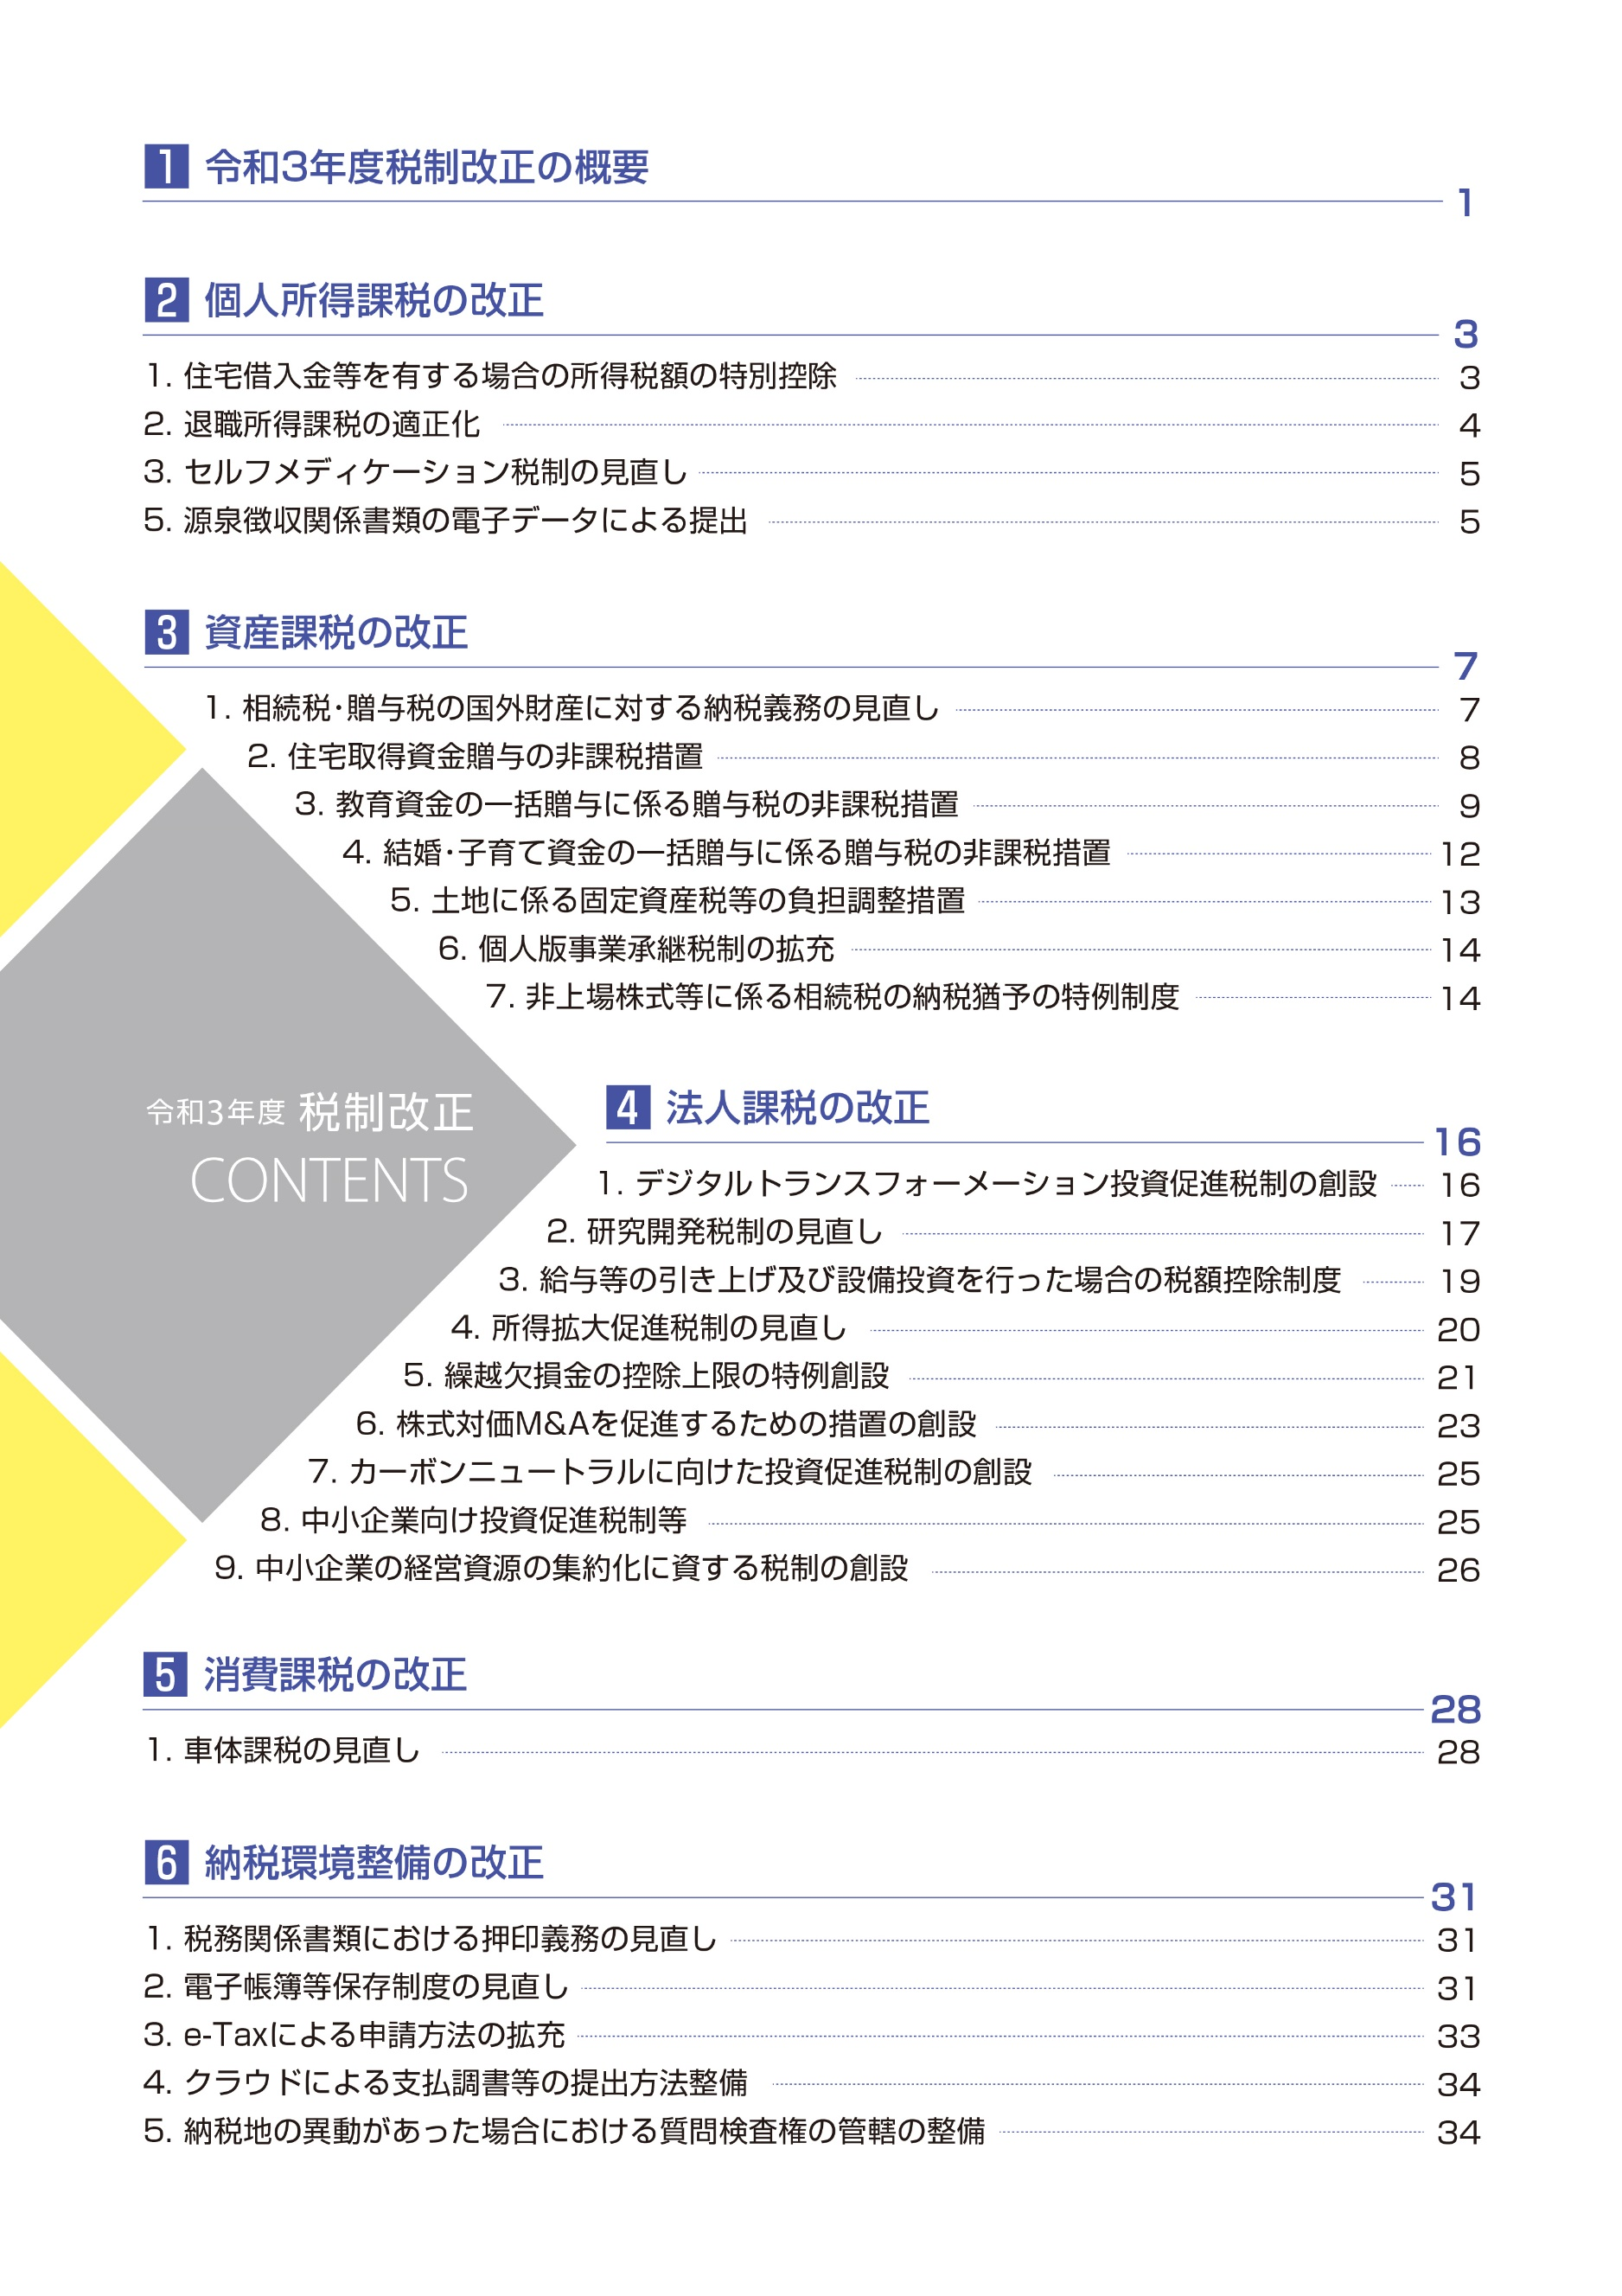 1 令和3年度税制改正の概要 1
2 個人所得課税の改正 3
1. 住宅借入金等を有する場合の所得税額の特別控除 3
2. 退職所得課税の適正化 4
3. セルフメディケーション税制の見直し 5
5. 源泉徴収関係書類の電子データによる提出 5
3 資産課税の改正 7
1. 相続税･贈与税の国外財産に対する納税義務の見直し 7
2. 住宅取得資金贈与の非課税措置 8
3. 教育資金の一括贈与に係る贈与税の非課税措置 9
4. 結婚･子育て資金の一括贈与に係る贈与税の非課税措置 12
5. 土地に係る固定資産税等の負担調整措置 13
6. 個人版事業承継税制の拡充 14
7. 非上場株式等に係る相続税の納税猶予の特例制度 14
令和3年度 税制改正
CONTENTS
4 法人課税の改正 16
1. デジタルトランスフォーメーション投資促進税制の創設 16
2. 研究開発税制の見直し 17
3. 給与等の引き上げ及び設備投資を行った場合の税額控除制度 19
4. 所得拡大促進税制の見直し 20
5. 繰越欠損金の控除上限の特例創設 21
6. 株式対価M&Aを促進するための措置の創設 23
7. カーボンニュートラルに向けた投資促進税制の創設 25
8. 中小企業向け投資促進税制等 25
9. 中小企業の経営資源の集約化に資する税制の創設 26
5 消費課税の改正 28
1. 車体課税の見直し 28
6 納税環境整備の改正 31
1. 税務関係書類における押印義務の見直し 31
2. 電子帳簿等保存制度の見直し 31
3. e-Taxによる申請方法の拡充 33
4. クラウドによる支払調書等の提出方法整備 34
5. 納税地の異動があった場合における質問検査権の管轄の整備 34